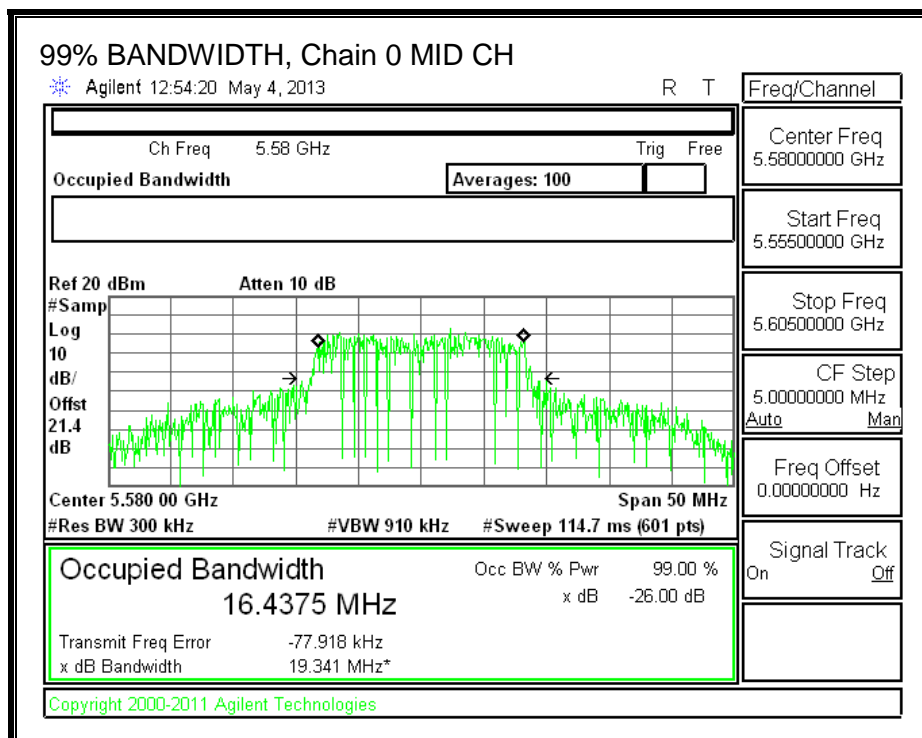 99% BANDWIDTH, Chain 0 MID CH
Agilent 12:54:20 May 4, 2013 R T
Freq/Channel
Ch Freq 5.58 GHz Trig Free
Occupied Bandwidth Averages: 100
Center Freq
5.58000000 GHz
Start Freq
5.55500000 GHz
Stop Freq
5.60500000 GHz
CF Step
5.00000000 MHz
Auto Man
Freq Offset
0.00000000 Hz
Signal Track
On Off
Ref 20 dBm Atten 10 dB
#Samp
Log
10
dB/
Offst
21.4
dB
Center 5.580 00 GHz Span 50 MHz
#Res BW 300 kHz #VBW 910 kHz #Sweep 114.7 ms (601 pts)
Occupied Bandwidth
16.4375 MHz
Occ BW % Pwr 99.00 %
x dB -26.00 dB
Transmit Freq Error -77.918 kHz
x dB Bandwidth 19.341 MHz*
Copyright 2000-2011 Agilent Technologies